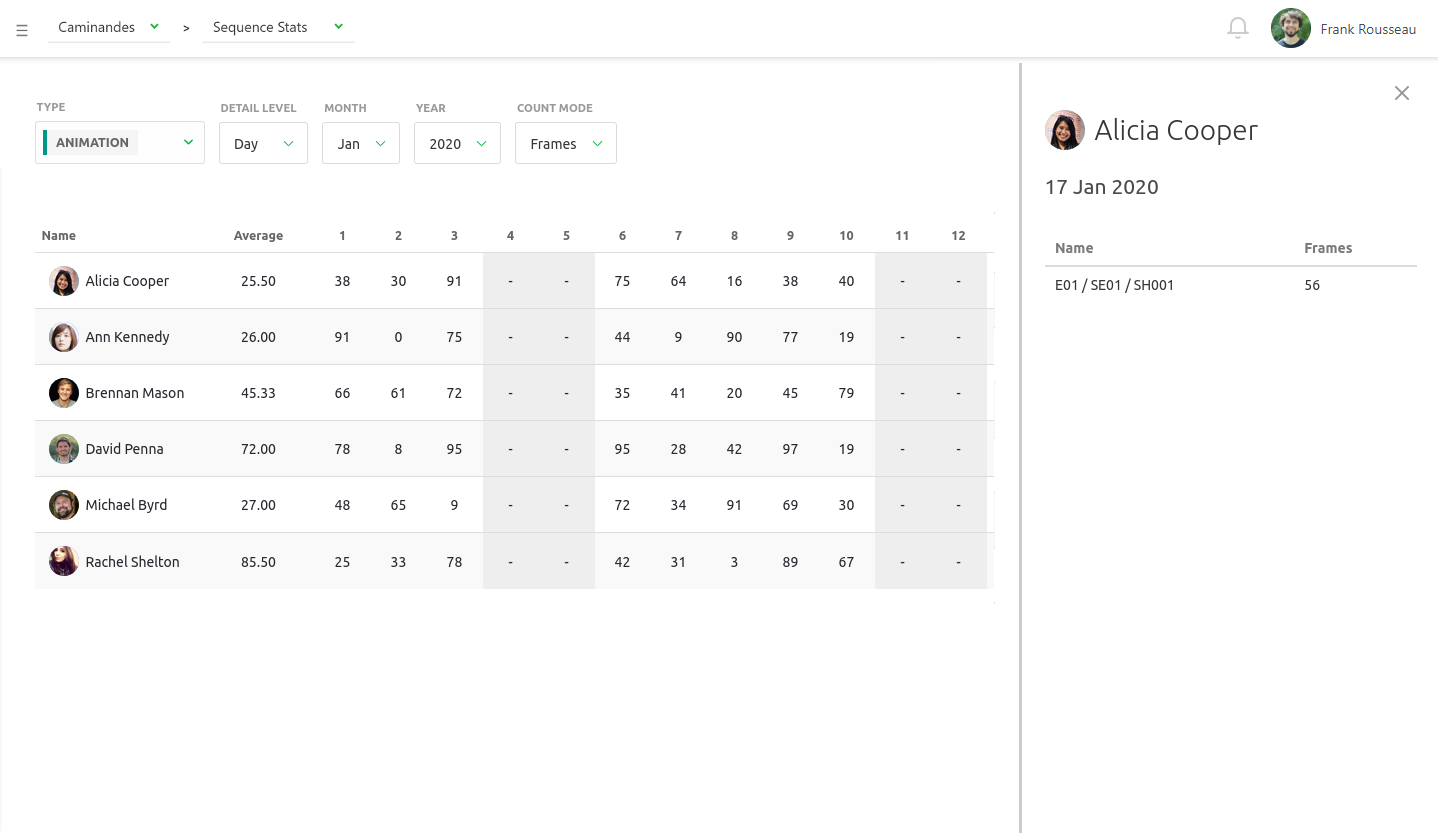 Caminandes > Sequence Stats Frank Rousseau
TYPE DETAIL LEVEL MONTH YEAR COUNT MODE
ANIMATION Day Jan 2020 Frames
Name Average 1 2 3 4 5 6 7 8 9 10 11 12
Alicia Cooper 25.50 38 30 91 - - 75 64 16 38 40 - -
Ann Kennedy 26.00 91 0 75 - - 44 9 90 77 19 - -
Brennan Mason 45.33 66 61 72 - - 35 41 20 45 79 - -
David Penna 72.00 78 8 95 - - 95 28 42 97 19 - -
Michael Byrd 27.00 48 65 9 - - 72 34 91 69 30 - -
Rachel Shelton 85.50 25 33 78 - - 42 31 3 89 67 - -
Alicia Cooper
17 Jan 2020
Name Frames
E01 / SE01 / SH001 56